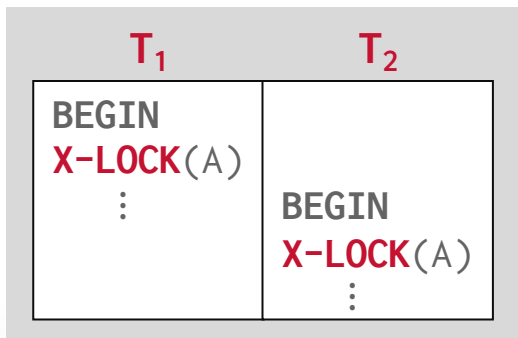 T₁ T₂
BEGIN
X-LOCK(A)
⋮
BEGIN
X-LOCK(A)
⋮